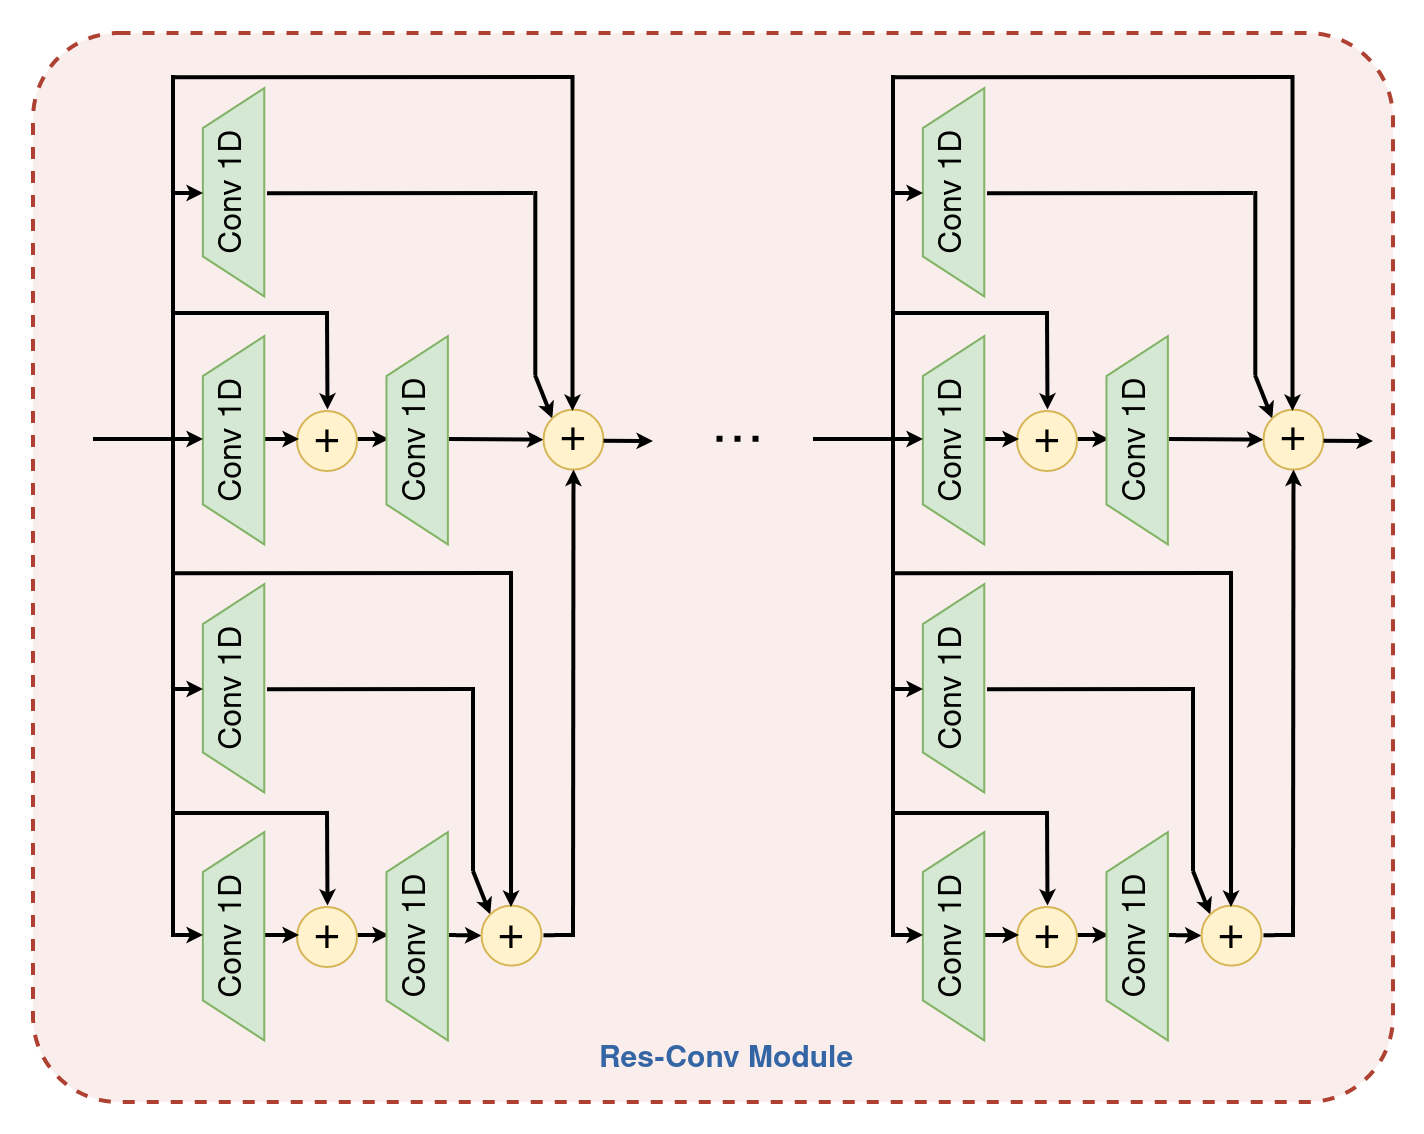 Conv 1D
Conv 1D
Conv 1D
+
Conv 1D
+
...
Conv 1D
+
Conv 1D
+
Conv 1D
Conv 1D
Conv 1D
+
Conv 1D
+
Conv 1D
+
Conv 1D
+
Res-Conv Module